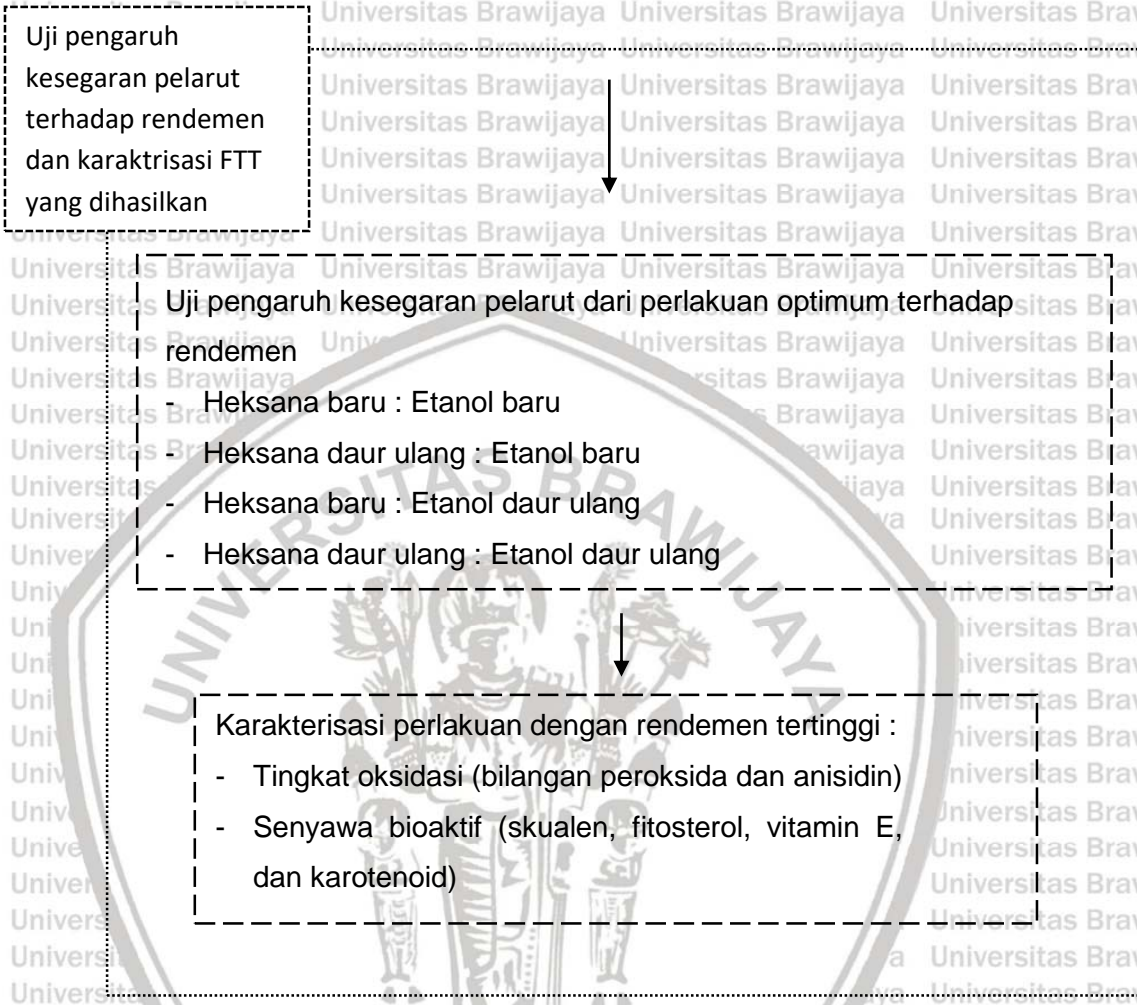 Uji pengaruh
kesegaran pelarut
terhadap rendemen
dan karaktrisasi FTT
yang dihasilkan
Uji pengaruh kesegaran pelarut dari perlakuan optimum terhadap
rendemen
- Heksana baru : Etanol baru
- Heksana daur ulang : Etanol baru
- Heksana baru : Etanol daur ulang
- Heksana daur ulang : Etanol daur ulang
UNIVERSITAS BRAWIJAYA
Karakterisasi perlakuan dengan rendemen tertinggi :
- Tingkat oksidasi (bilangan peroksida dan anisidin)
- Senyawa bioaktif (skualen, fitosterol, vitamin E,
dan karotenoid)